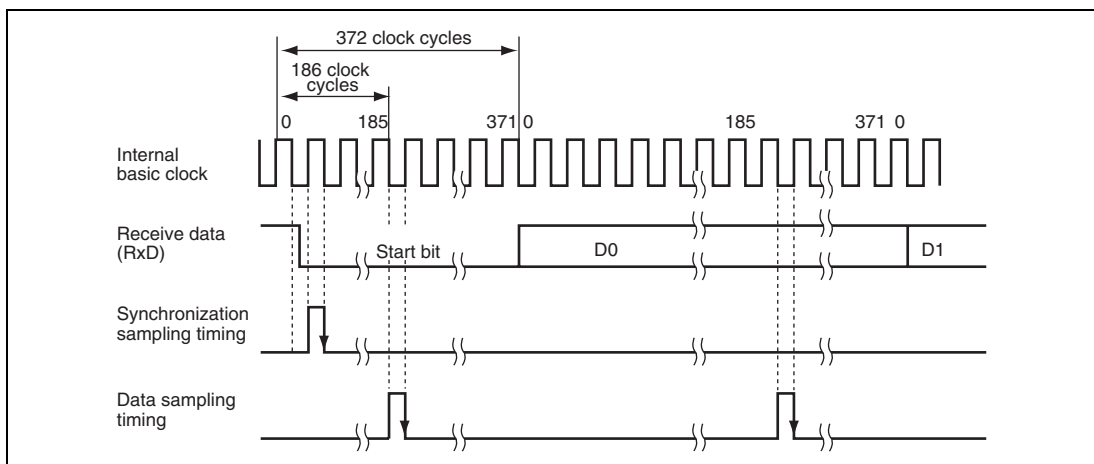 372 clock cycles
186 clock
cycles
0 185 371 0 185 371 0
Internal
basic clock
Receive data
(RxD)
Start bit D0 D1
Synchronization
sampling timing
Data sampling
timing